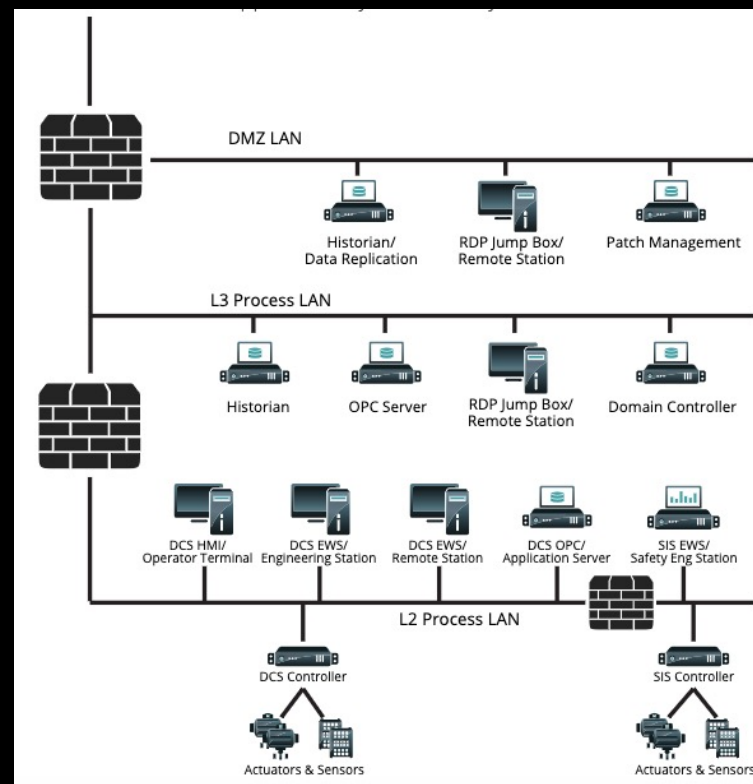 DMZ LAN
Historian/
Data Replication
RDP Jump Box/
Remote Station
Patch Management
L3 Process LAN
Historian
OPC Server
RDP Jump Box/
Remote Station
Domain Controller
DCS HMI/
Operator Terminal
DCS EWS/
Engineering Station
DCS EWS/
Remote Station
DCS OPC/
Application Server
SIS EWS/
Safety Eng Station
L2 Process LAN
DCS Controller
SIS Controller
Actuators & Sensors
Actuators & Sensors